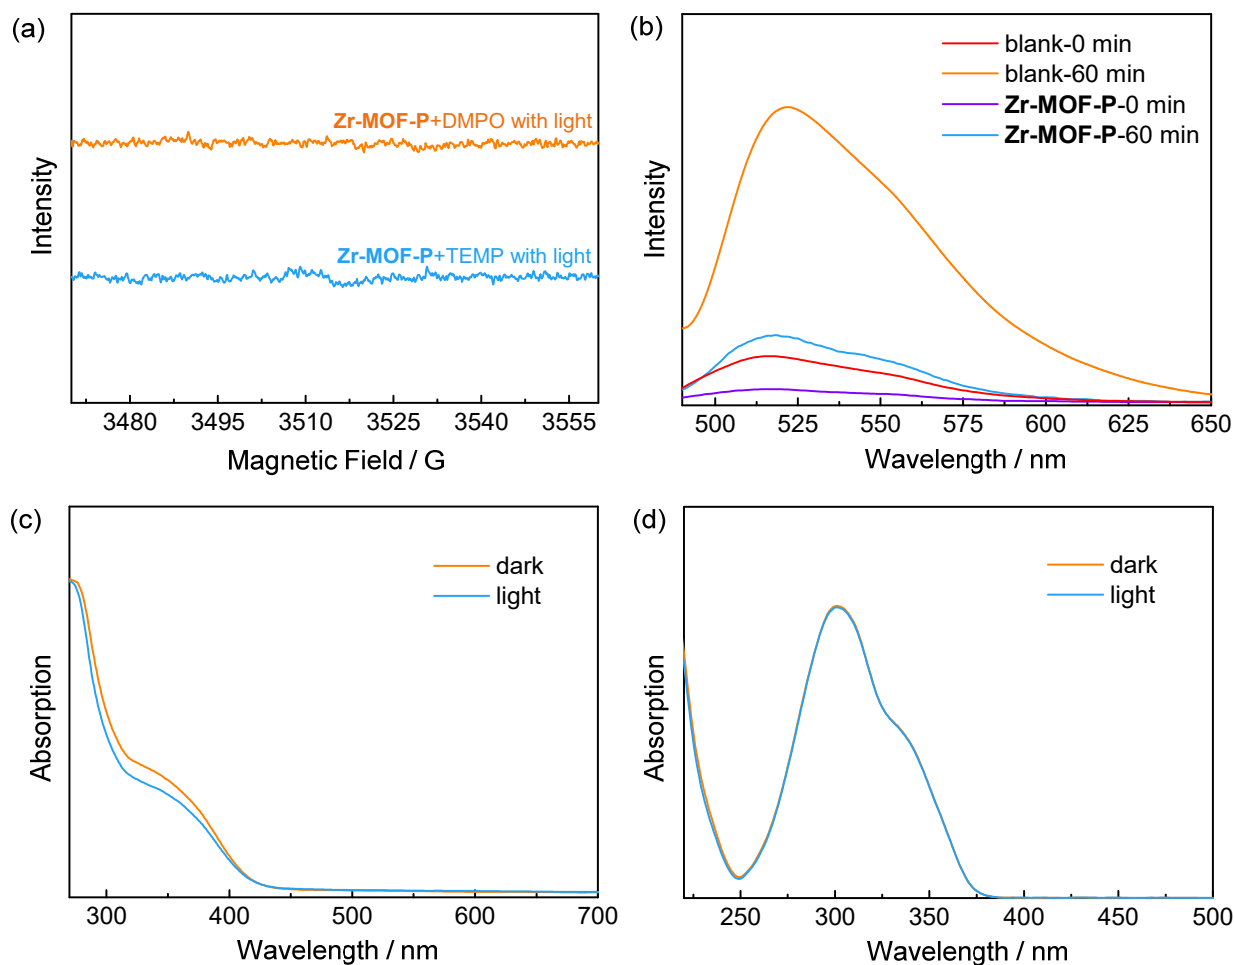 (a)
Zr-MOF-P+DMPO with light
Zr-MOF-P+TEMP with light
Intensity
3480 3495 3510 3525 3540 3555
Magnetic Field / G
(b)
blank-0 min
blank-60 min
Zr-MOF-P-0 min
Zr-MOF-P-60 min
Intensity
500 525 550 575 600 625 650
Wavelength / nm
(c)
dark
light
Absorption
300 400 500 600 700
Wavelength / nm
(d)
dark
light
Absorption
250 300 350 400 450 500
Wavelength / nm